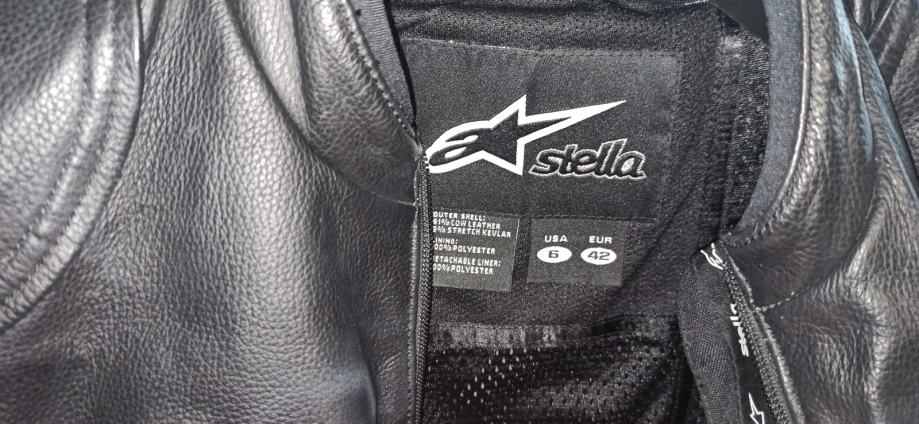 stella
OUTER SHELL:
91% COW LEATHER
9% STRETCH KEVLAR
LINING:
100% POLYESTER
DETACHABLE LINER:
100% POLYESTER
USA EUR
6 42
stella